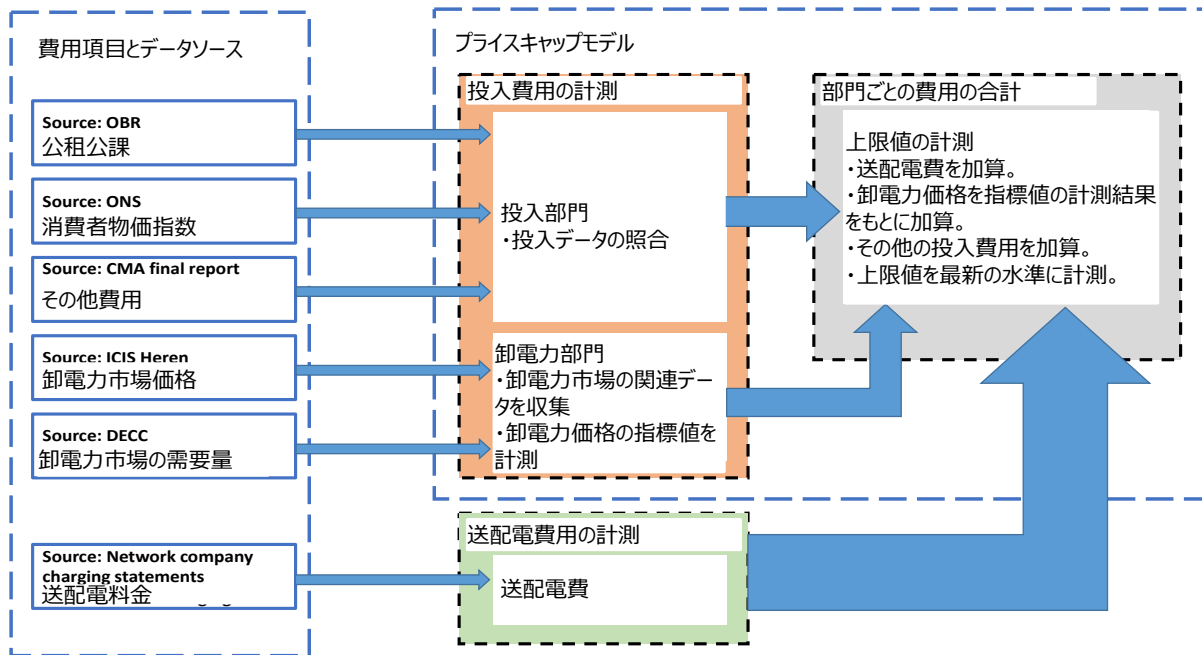 費用項目とデータソース
Source: OBR
公租公課
Source: ONS
消費者物価指数
Source: CMA final report
その他費用
Source: ICIS Heren
卸電力市場価格
Source: DECC
卸電力市場の需要量
Source: Network company
charging statements
送配電料金
プライスキャップモデル
投入費用の計測
投入部門
・投入データの照合
卸電力部門
・卸電力市場の関連デー
タを収集
・卸電力価格の指標値を
計測
送配電費用の計測
送配電費
部門ごとの費用の合計
上限値の計測
・送配電費を加算。
・卸電力価格を指標値の計測結果
をもとに加算。
・その他の投入費用を加算。
・上限値を最新の水準に計測。